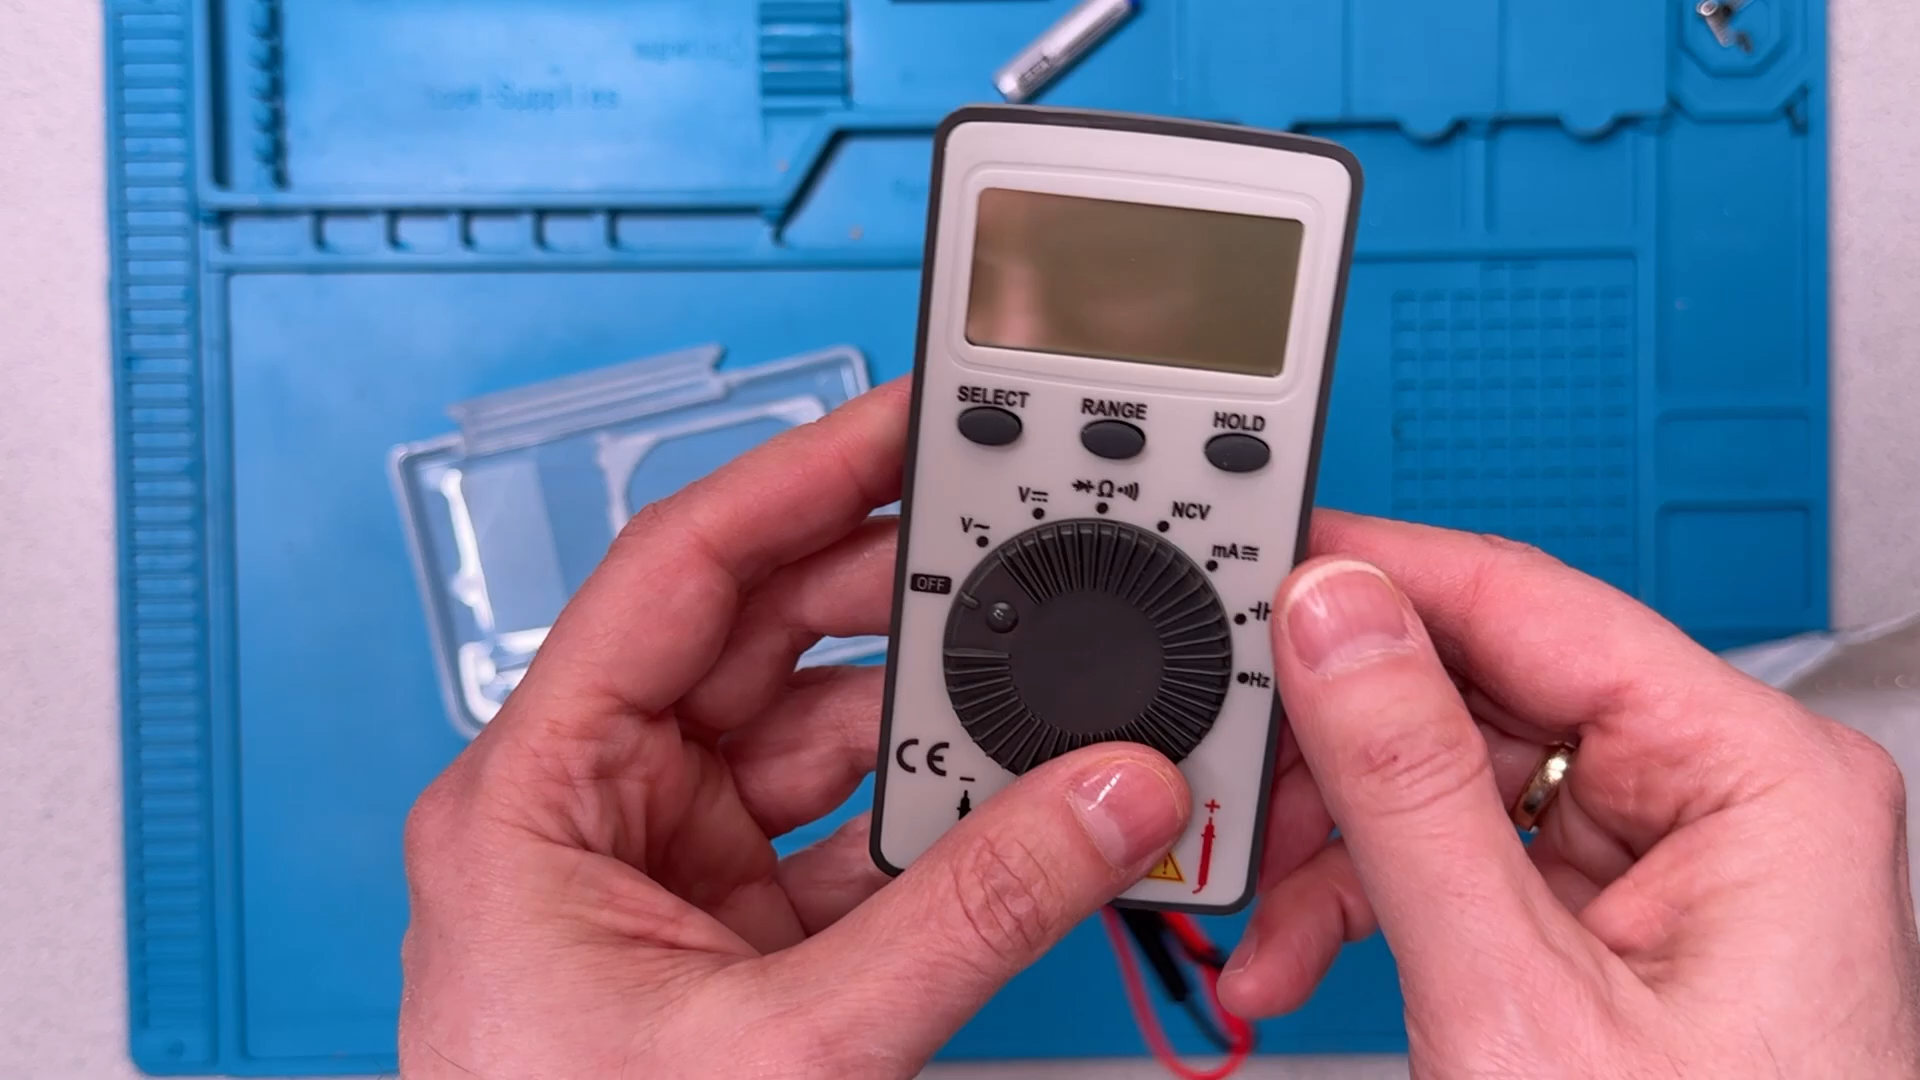 SELECT
RANGE
HOLD
V⎓
Ω
NCV
V~
mA
OFF
Hz
CE
−
+